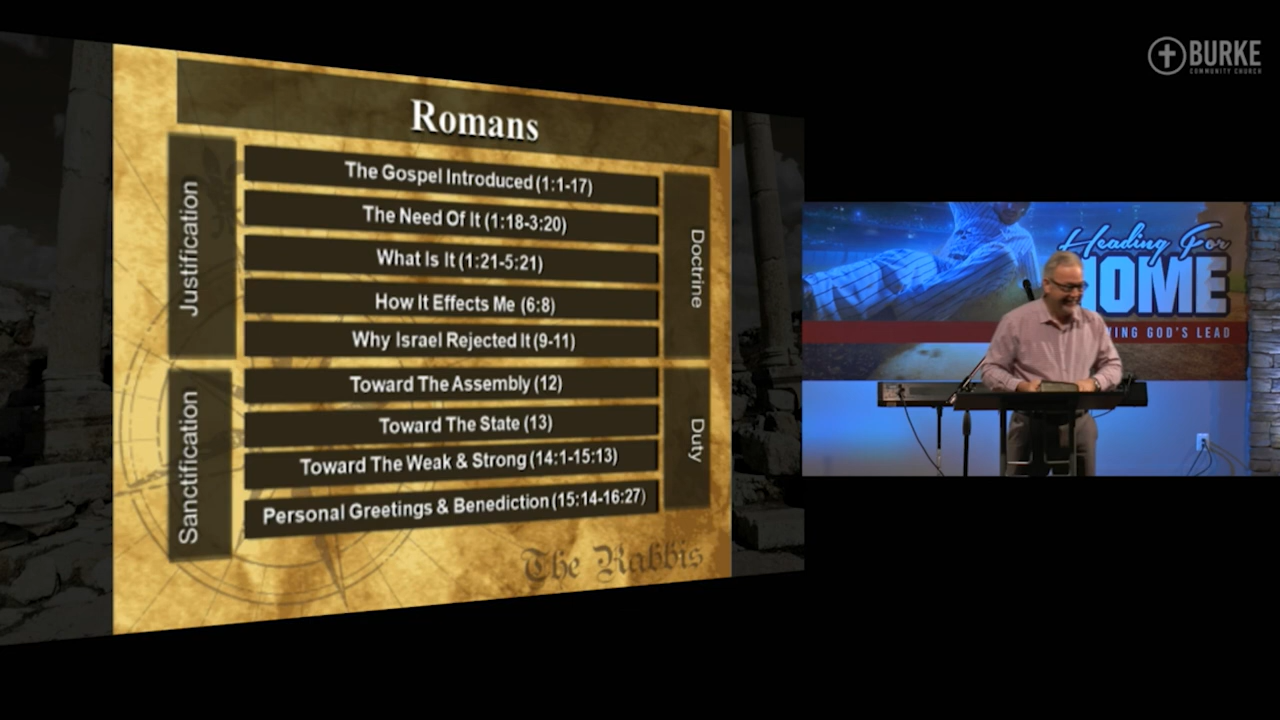 BURKE
COMMUNITY CHURCH
Romans
Justification
The Gospel Introduced (1:1-17)
The Need Of It (1:18-3:20)
What Is It (1:21-5:21)
How It Effects Me (6:8)
Why Israel Rejected It (9-11)
Doctrine
Sanctification
Toward The Assembly (12)
Toward The State (13)
Toward The Weak & Strong (14:1-15:13)
Personal Greetings & Benediction (15:14-16:27)
Duty
The Rabbis
Heading For
HOME
GOD'S LEAD